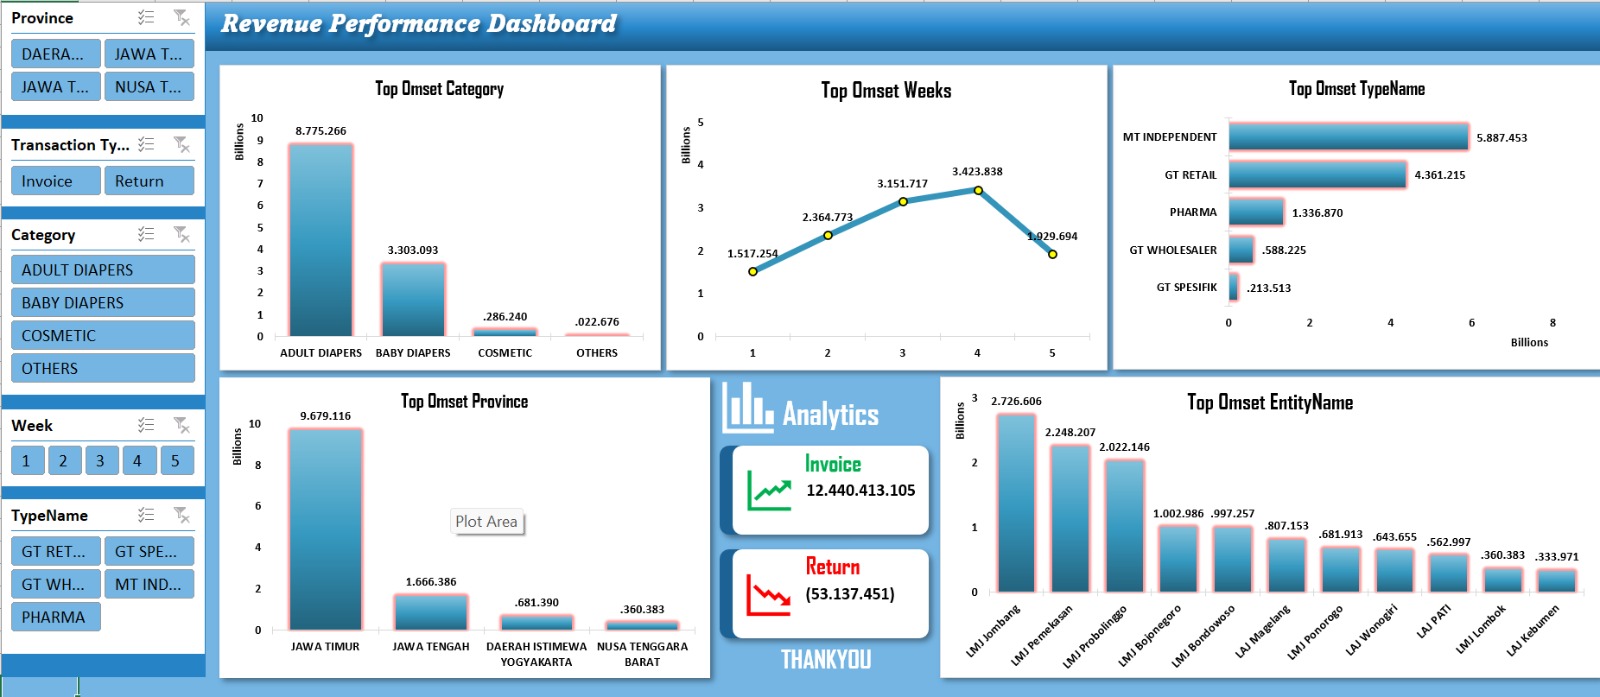 Province
DAERA...
JAWA T...
JAWA T...
NUSA T...
Transaction Ty...
Invoice
Return
Category
ADULT DIAPERS
BABY DIAPERS
COSMETIC
OTHERS
Week
1
2
3
4
5
TypeName
GT RET...
GT SPE...
GT WH...
MT IND...
PHARMA
Revenue Performance Dashboard
Top Omset Category
Billions
10
9
8
7
6
5
4
3
2
1
0
8.775.266
3.303.093
.286.240
.022.676
ADULT DIAPERS
BABY DIAPERS
COSMETIC
OTHERS
Top Omset Weeks
Billions
5
4
3
2
1
0
1.517.254
2.364.773
3.151.717
3.423.838
1.929.694
1
2
3
4
5
Top Omset TypeName
MT INDEPENDENT
5.887.453
GT RETAIL
4.361.215
PHARMA
1.336.870
GT WHOLESALER
.588.225
GT SPESIFIK
.213.513
0
2
4
6
8
Billions
Top Omset Province
Billions
10
8
6
4
2
0
9.679.116
1.666.386
.681.390
.360.383
Plot Area
JAWA TIMUR
JAWA TENGAH
DAERAH ISTIMEWA
YOGYAKARTA
NUSA TENGGARA
BARAT
Analytics
Invoice
12.440.413.105
Return
(53.137.451)
THANKYOU
Top Omset EntityName
Billions
3
2
1
0
2.726.606
2.248.207
2.022.146
1.002.986
.997.257
.807.153
.681.913
.643.655
.562.997
.360.383
.333.971
LMJ Jombang
LMJ Pemekasan
LMJ Probolinggo
LMJ Bojonegoro
LMJ Bondowoso
LAJ Magelang
LMJ Ponorogo
LAJ Wonogiri
LAJ PATI
LMJ Lombok
LAJ Kebumen